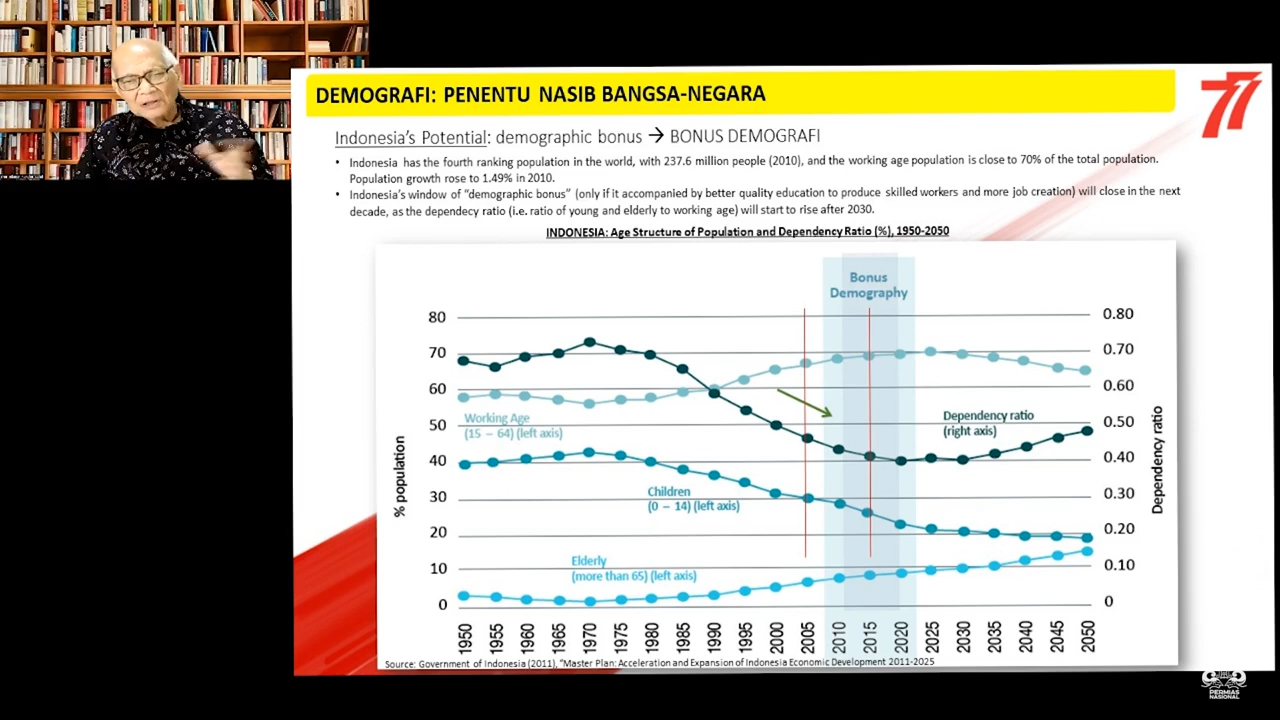 DEMOGRAFI: PENENTU NASIB BANGSA-NEGARA
77
Indonesia's Potential: demographic bonus → BONUS DEMOGRAFI
• Indonesia has the fourth ranking population in the world, with 237.6 million people (2010), and the working age population is close to 70% of the total population.
Population growth rose to 1.49% in 2010.
• Indonesia's window of "demographic bonus" (only if it accompanied by better quality education to produce skilled workers and more job creation) will close in the next
decade, as the dependecy ratio (i.e. ratio of young and elderly to working age) will start to rise after 2030.
INDONESIA: Age Structure of Population and Dependency Ratio (%), 1950-2050
Bonus
Demography
80
70
60
50
40
30
20
10
0
% population
0.80
0.70
0.60
0.50
0.40
0.30
0.20
0.10
0
Dependency ratio
Working Age
(15 – 64) (left axis)
Dependency ratio
(right axis)
Children
(0 – 14) (left axis)
Elderly
(more than 65) (left axis)
1950 1955 1960 1965 1970 1975 1980 1985 1990 1995 2000 2005 2010 2015 2020 2025 2030 2035 2040 2045 2050
Source: Government of Indonesia (2011), "Master Plan: Acceleration and Expansion of Indonesia Economic Development 2011-2025
PERMIAS
NASIONAL